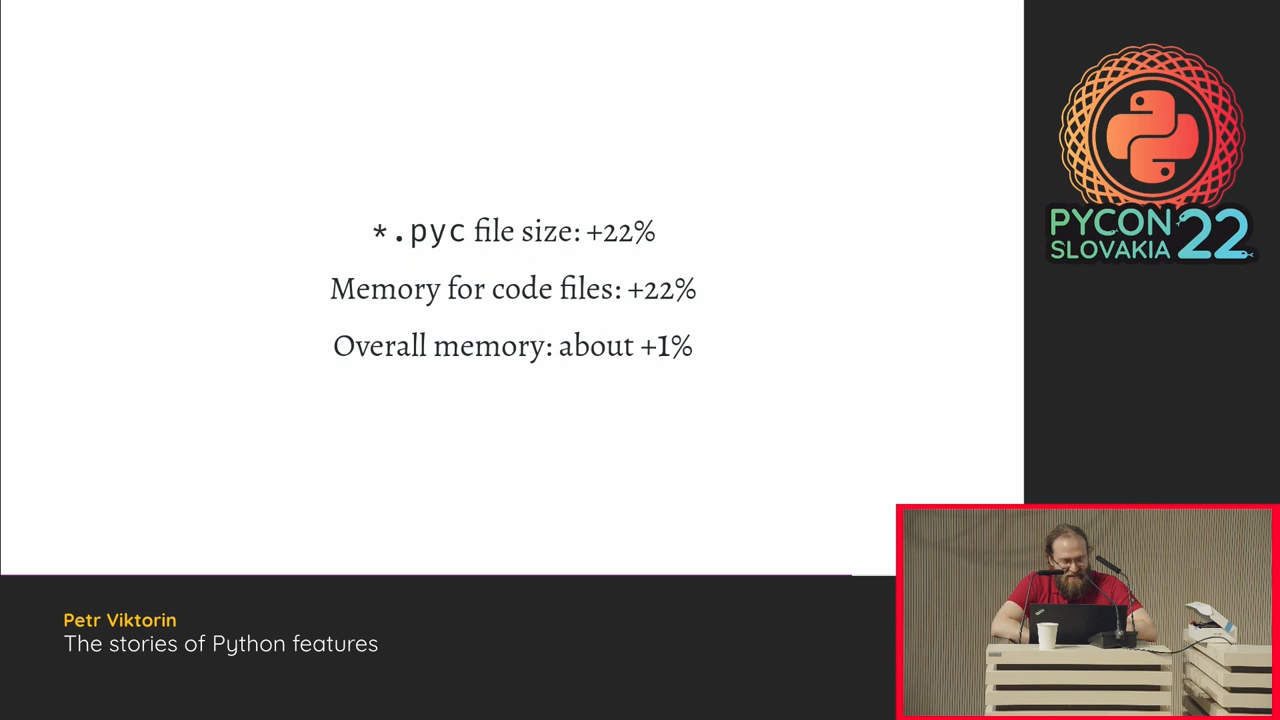 *.pyc file size: +22%
Memory for code files: +22%
Overall memory: about +1%
PYCON
SLOVAKIA
22
Petr Viktorin
The stories of Python features